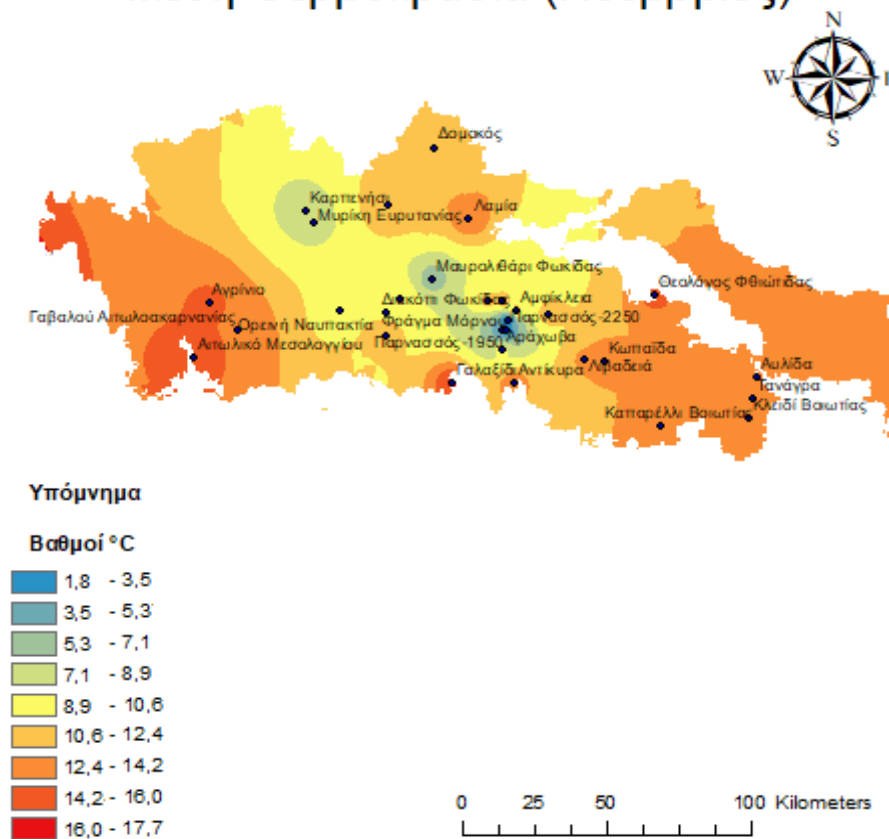 N
W
S
Δομοκός
Καρπενήσι
Μυρίκη Ευρυτανίας
Λαμία
Μαυρολιθάρι Φωκίδας
Θεολόγος Φθιώτιδας
Αγρίνιο
Διακόπι Φωκίδας
Αμφίκλεια
Γαβαλού Αιτωλοακαρνανίας
Ορεινή Ναυπακτία
Φράγμα Μόρνου
Παρνασσός -2250
Αιτωλικό Μεσολογγίου
Παρνασσός -1950
Αράχωβα
Κωπαΐδα
Λιβαδειά
Γαλαξίδι
Αντίκυρα
Αυλίδα
Τανάγρα
Καπαρέλλι Βοιωτίας
Κλειδί Βοιωτίας
Υπόμνημα
Βαθμοί °C
1,8 - 3,5
3,5 - 5,3
5,3 - 7,1
7,1 - 8,9
8,9 - 10,6
10,6 - 12,4
12,4 - 14,2
14,2 - 16,0
16,0 - 17,7
0 25 50 100 Kilometers